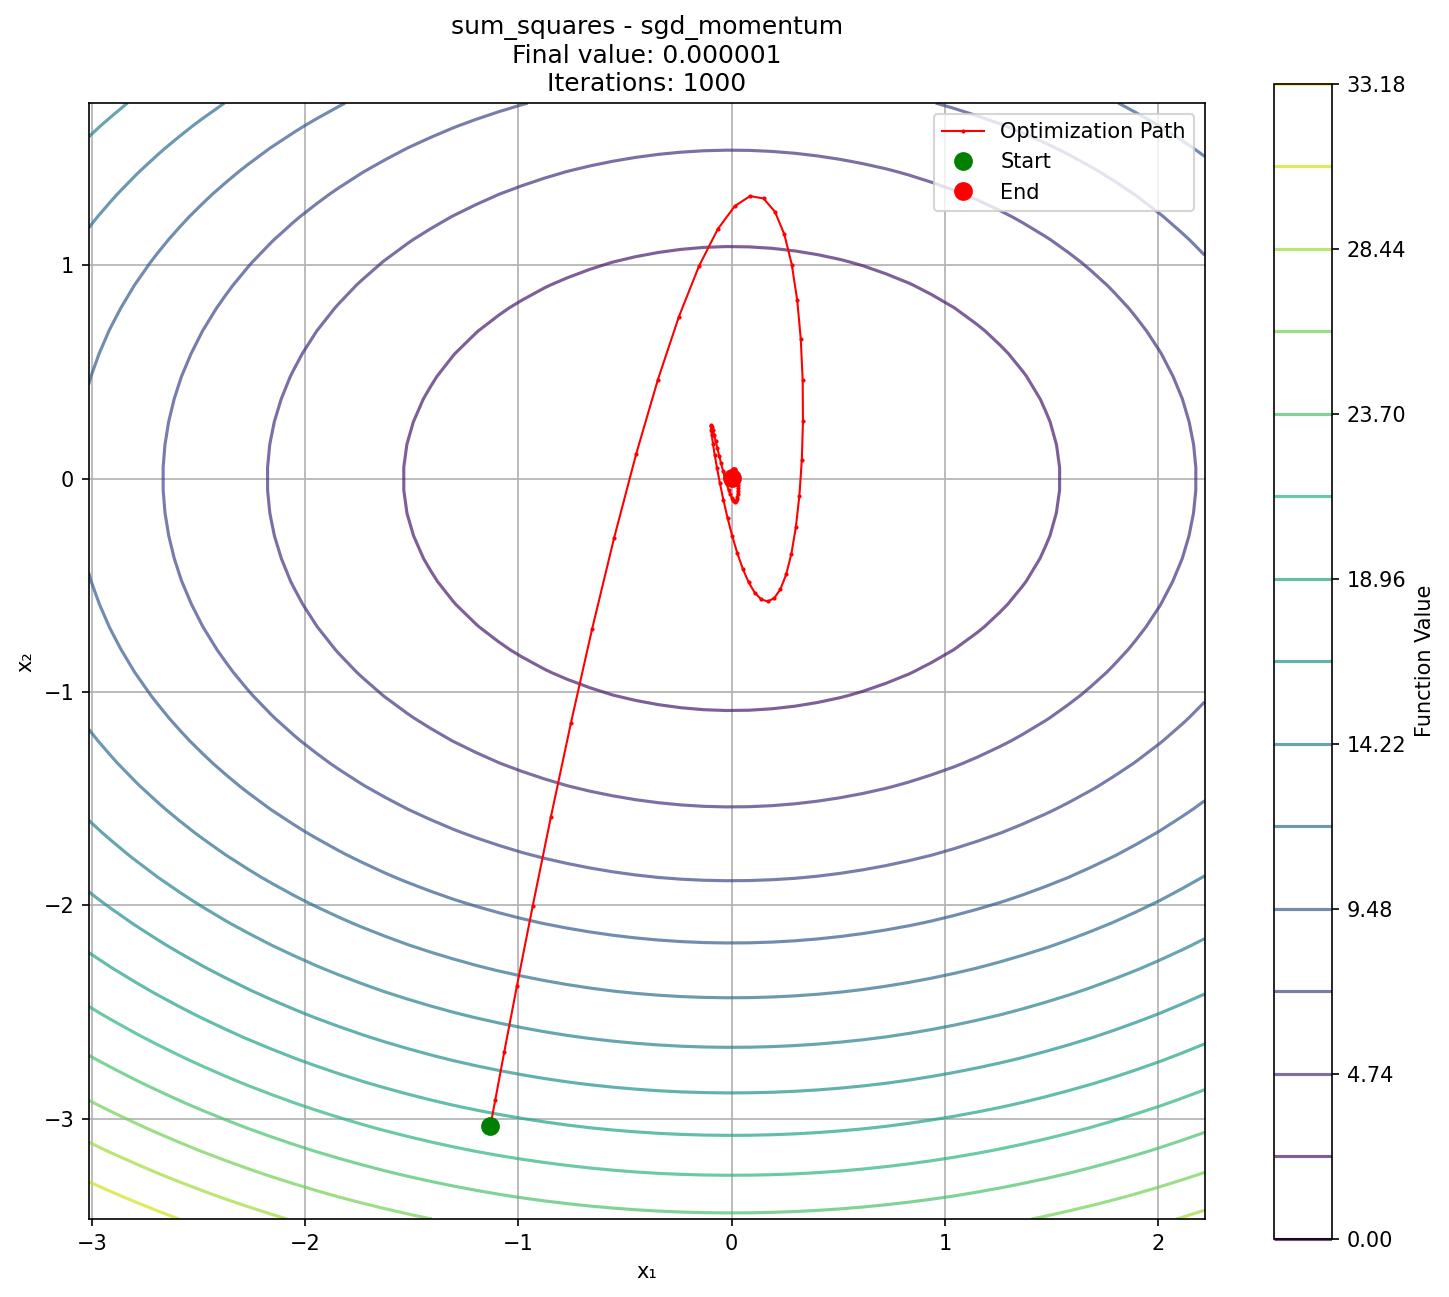 sum_squares - sgd_momentum
Final value: 0.000001
Iterations: 1000
Optimization Path
Start
End
1
0
−1
−2
−3
x₂
−3
−2
−1
0
1
2
x₁
33.18
28.44
23.70
18.96
14.22
9.48
4.74
0.00
Function Value